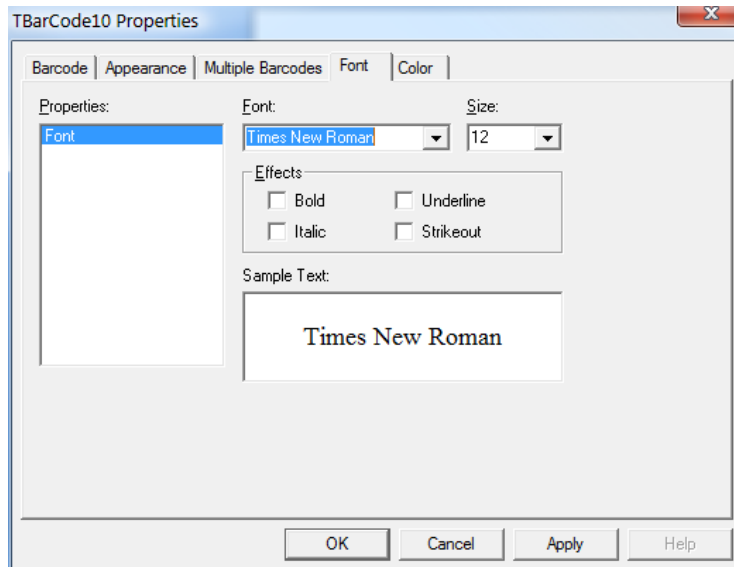 TBarCode10 Properties
X
Barcode Appearance Multiple Barcodes Font Color
Properties: Font: Size:
Font Times New Roman 12
Effects
Bold Underline
Italic Strikeout
Sample Text:
Times New Roman
OK Cancel Apply Help